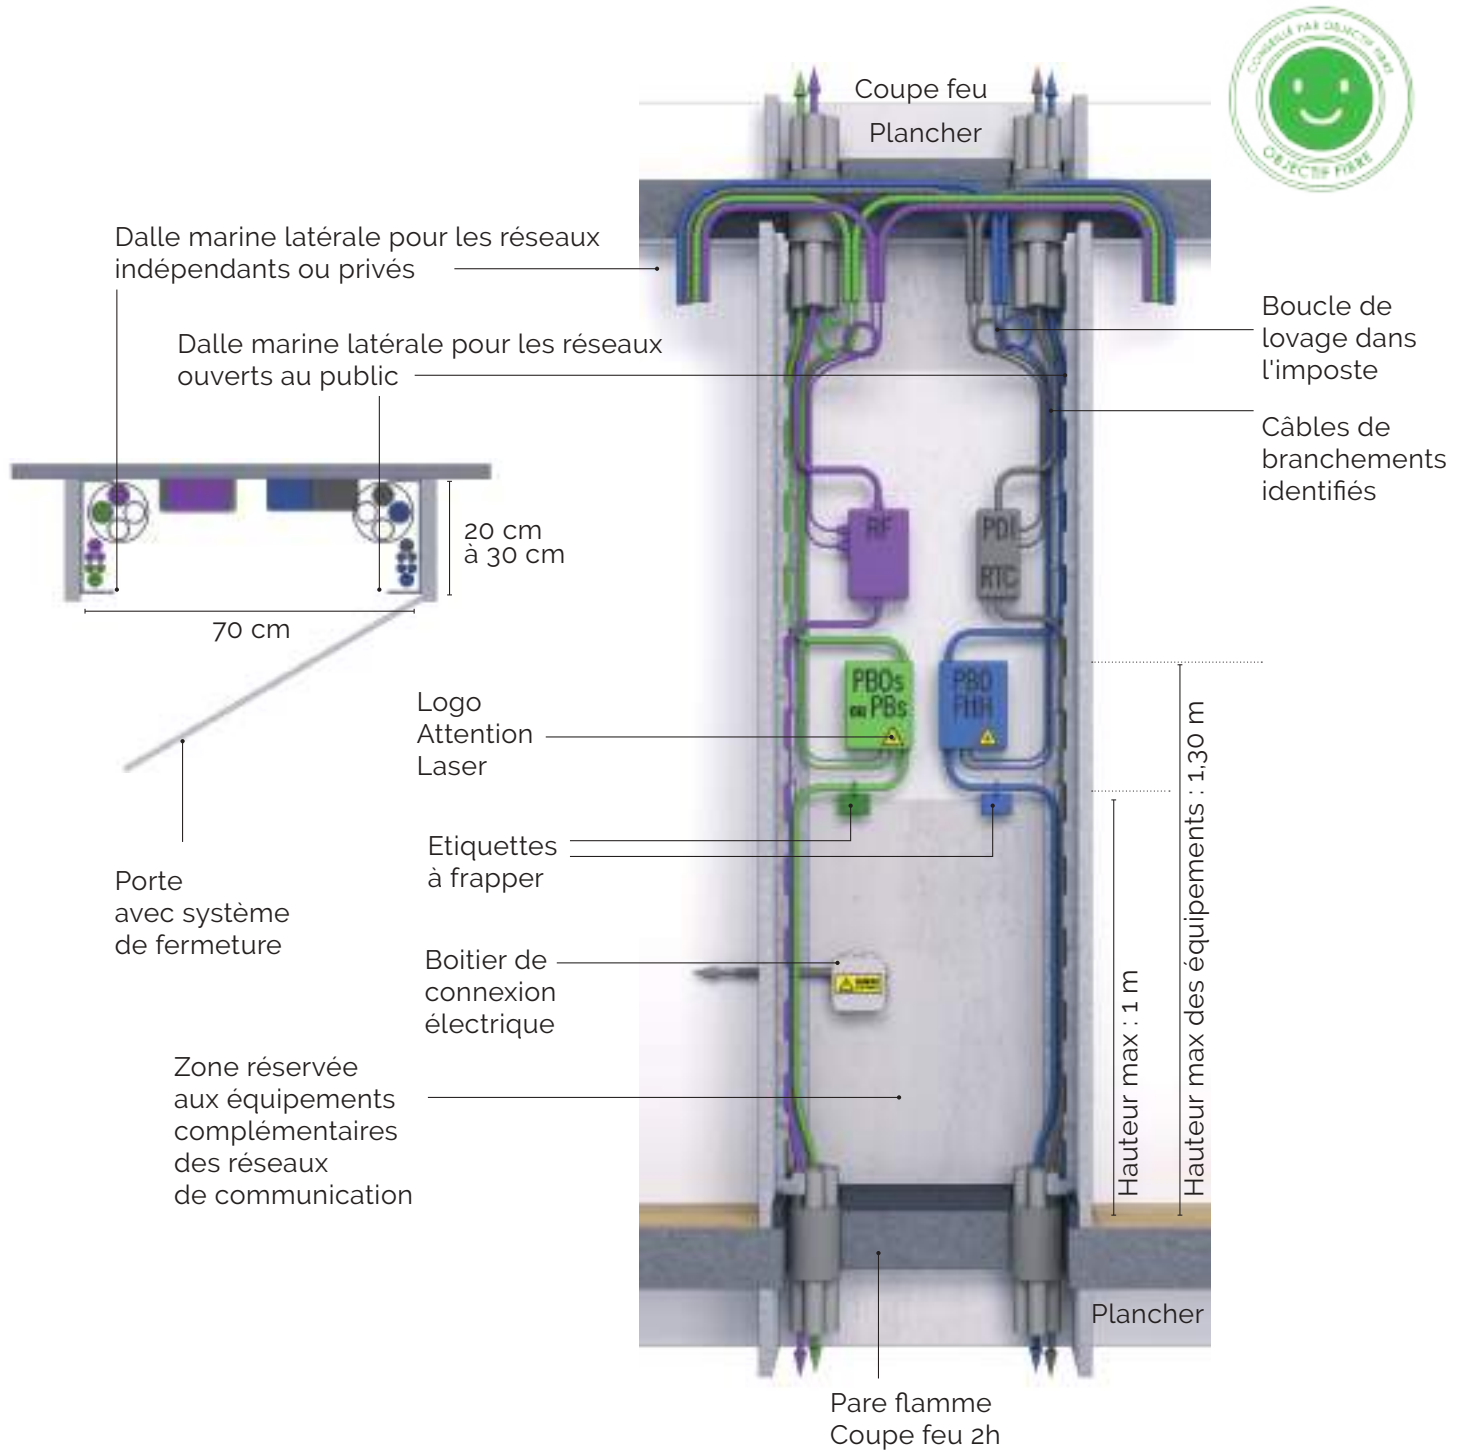 CONSEILLÉ PAR OBJECTIF FIBRE
OBJECTIF FIBRE
Coupe feu
Plancher
Dalle marine latérale pour les réseaux
indépendants ou privés
Dalle marine latérale pour les réseaux
ouverts au public
Boucle de
lovage dans
l'imposte
Câbles de
branchements
identifiés
20 cm
à 30 cm
70 cm
RF
PDI
RTC
PBOs
ou PBs
PBO
FttH
Logo
Attention
Laser
Etiquettes
à frapper
Porte
avec système
de fermeture
Boitier de
connexion
électrique
Zone réservée
aux équipements
complémentaires
des réseaux
de communication
Hauteur max : 1 m
Hauteur max des équipements : 1,30 m
Plancher
Pare flamme
Coupe feu 2h